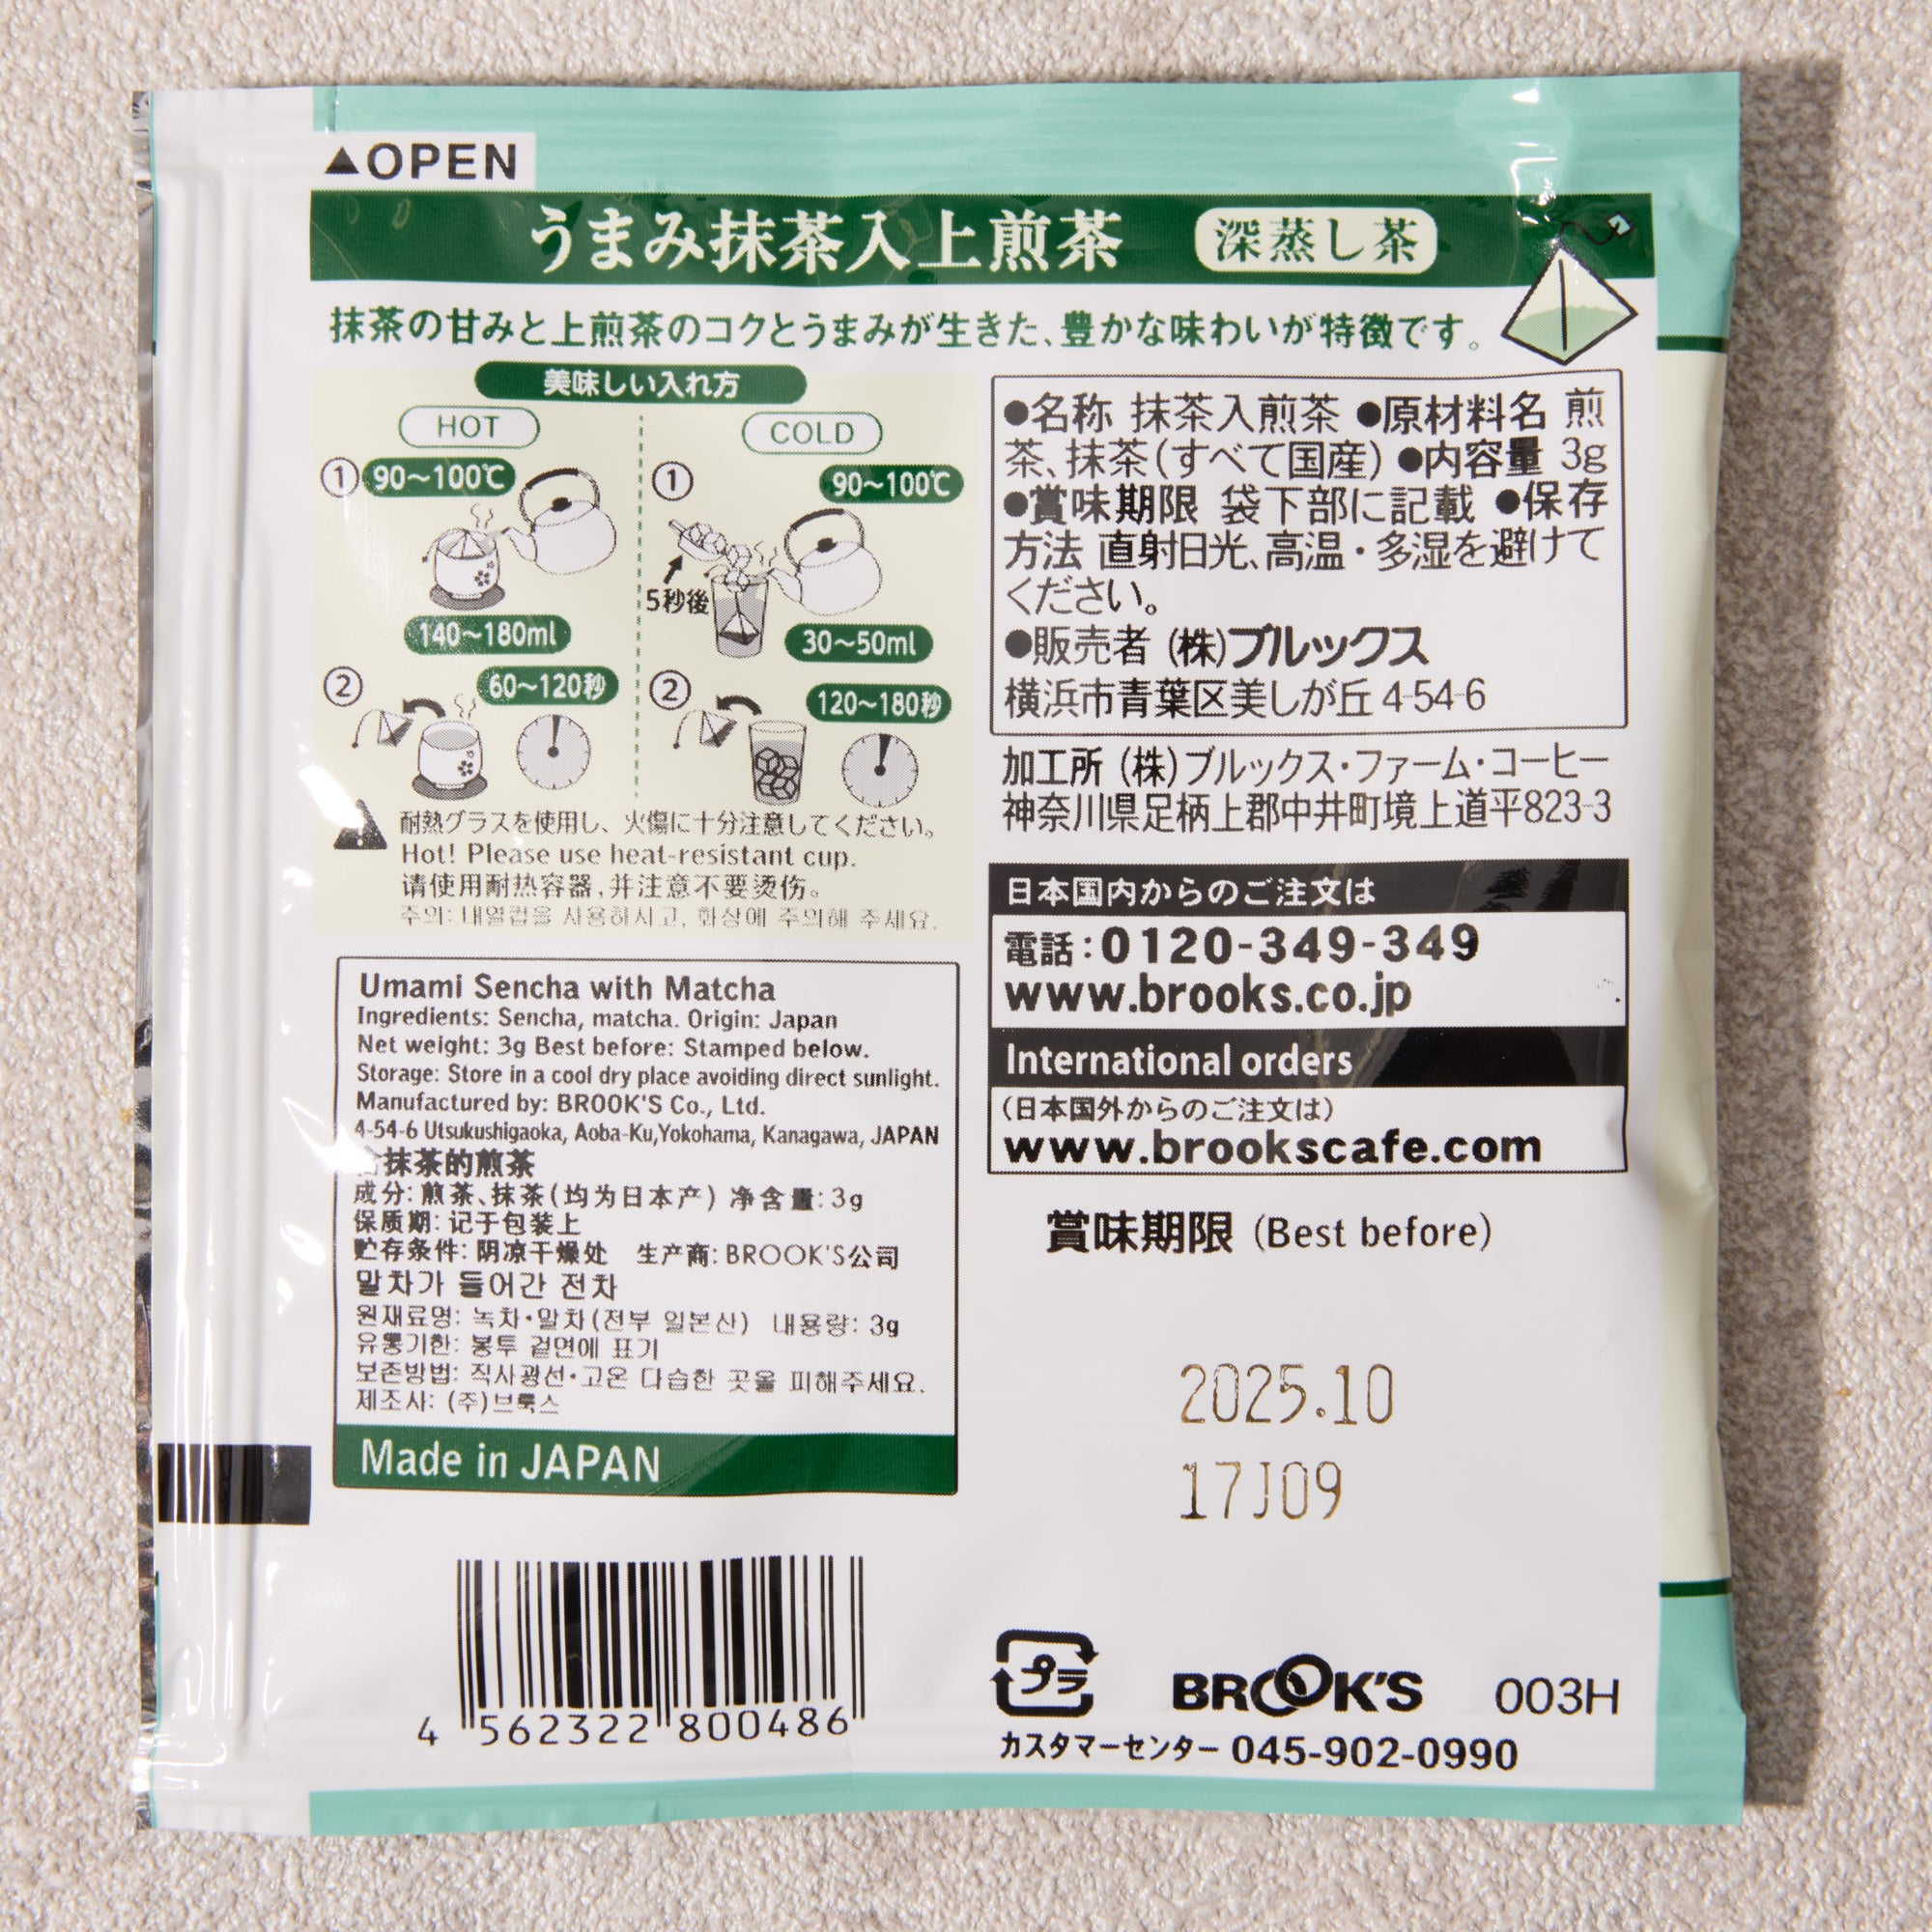 ▲OPEN
うまみ抹茶入上煎茶 深蒸し茶
抹茶の甘みと上煎茶のコクとうまみが生きた、豊かな味わいが特徴です。
美味しい入れ方
HOT
① 90～100℃
140～180ml
② 60～120秒
COLD
① 90～100℃
5秒後
30～50ml
② 120～180秒
耐熱グラスを使用し、火傷に十分注意してください。
Hot! Please use heat-resistant cup.
请使用耐热容器,并注意不要烫伤。
주의: 내열컵을 사용하시고, 화상에 주의해 주세요.
●名称 抹茶入煎茶 ●原材料名 煎
茶、抹茶(すべて国産) ●内容量 3g
●賞味期限 袋下部に記載 ●保存
方法 直射日光、高温・多湿を避けて
ください。
●販売者 (株)ブルックス
横浜市青葉区美しが丘 4-54-6
加工所 (株)ブルックス・ファーム・コーヒー
神奈川県足柄上郡中井町境上道平823-3
日本国内からのご注文は
電話:0120-349-349
www.brooks.co.jp
International orders
(日本国外からのご注文は)
www.brookscafe.com
Umami Sencha with Matcha
Ingredients: Sencha, matcha. Origin: Japan
Net weight: 3g Best before: Stamped below.
Storage: Store in a cool dry place avoiding direct sunlight.
Manufactured by: BROOK'S Co., Ltd.
4-54-6 Utsukushigaoka, Aoba-Ku,Yokohama, Kanagawa, JAPAN
含抹茶的煎茶
成分: 煎茶、抹茶(均为日本产) 净含量: 3g
保质期: 记于包装上
贮存条件: 阴凉干燥处 生产商: BROOK'S公司
말차가 들어간 전차
원재료명: 녹차・말차(전부 일본산) 내용량: 3g
유통기한: 봉투 겉면에 표기
보존방법: 직사광선・고온 다습한 곳을 피해주세요.
제조사: (주)브룩스
Made in JAPAN
賞味期限 (Best before)
2025.10
17J09
4 562322 800486
プラ
BROOK'S 003H
カスタマーセンター 045-902-0990